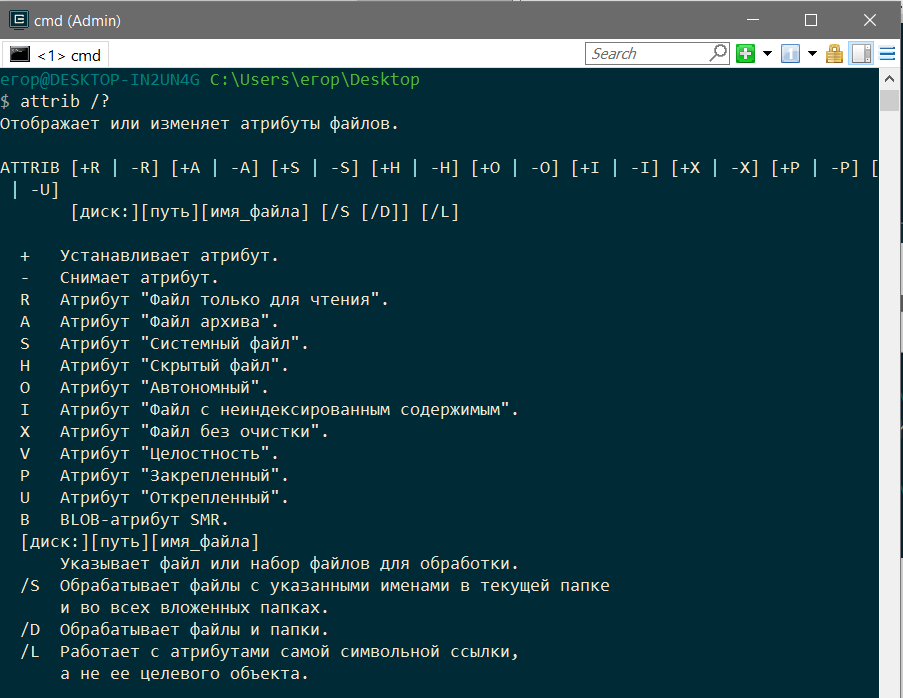 cmd (Admin)
<1> cmd
Search
егор@DESKTOP-IN2UN4G C:\Users\егор\Desktop
$ attrib /?
Отображает или изменяет атрибуты файлов.
ATTRIB [+R | -R] [+A | -A] [+S | -S] [+H | -H] [+O | -O] [+I | -I] [+X | -X] [+P | -P] [
| -U]
[диск:][путь][имя_файла] [/S [/D]] [/L]
+ Устанавливает атрибут.
- Снимает атрибут.
R Атрибут "Файл только для чтения".
A Атрибут "Файл архива".
S Атрибут "Системный файл".
H Атрибут "Скрытый файл".
O Атрибут "Автономный".
I Атрибут "Файл с неиндексированным содержимым".
X Атрибут "Файл без очистки".
V Атрибут "Целостность".
P Атрибут "Закрепленный".
U Атрибут "Открепленный".
B BLOB-атрибут SMR.
[диск:][путь][имя_файла]
Указывает файл или набор файлов для обработки.
/S Обрабатывает файлы с указанными именами в текущей папке
и во всех вложенных папках.
/D Обрабатывает файлы и папки.
/L Работает с атрибутами самой символьной ссылки,
а не ее целевого объекта.